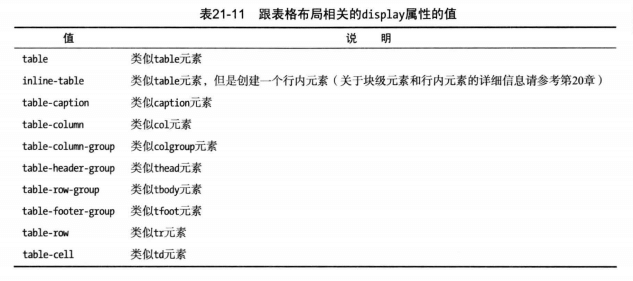 表21-11 跟表格布局相关的display属性的值
值 说 明
table 类似table元素
inline-table 类似table元素，但是创建一个行内元素（关于块级元素和行内元素的详细信息请参考第20章）
table-caption 类似caption元素
table-column 类似col元素
table-column-group 类似colgroup元素
table-header-group 类似thead元素
table-row-group 类似tbody元素
table-footer-group 类似tfoot元素
table-row 类似tr元素
table-cell 类似td元素